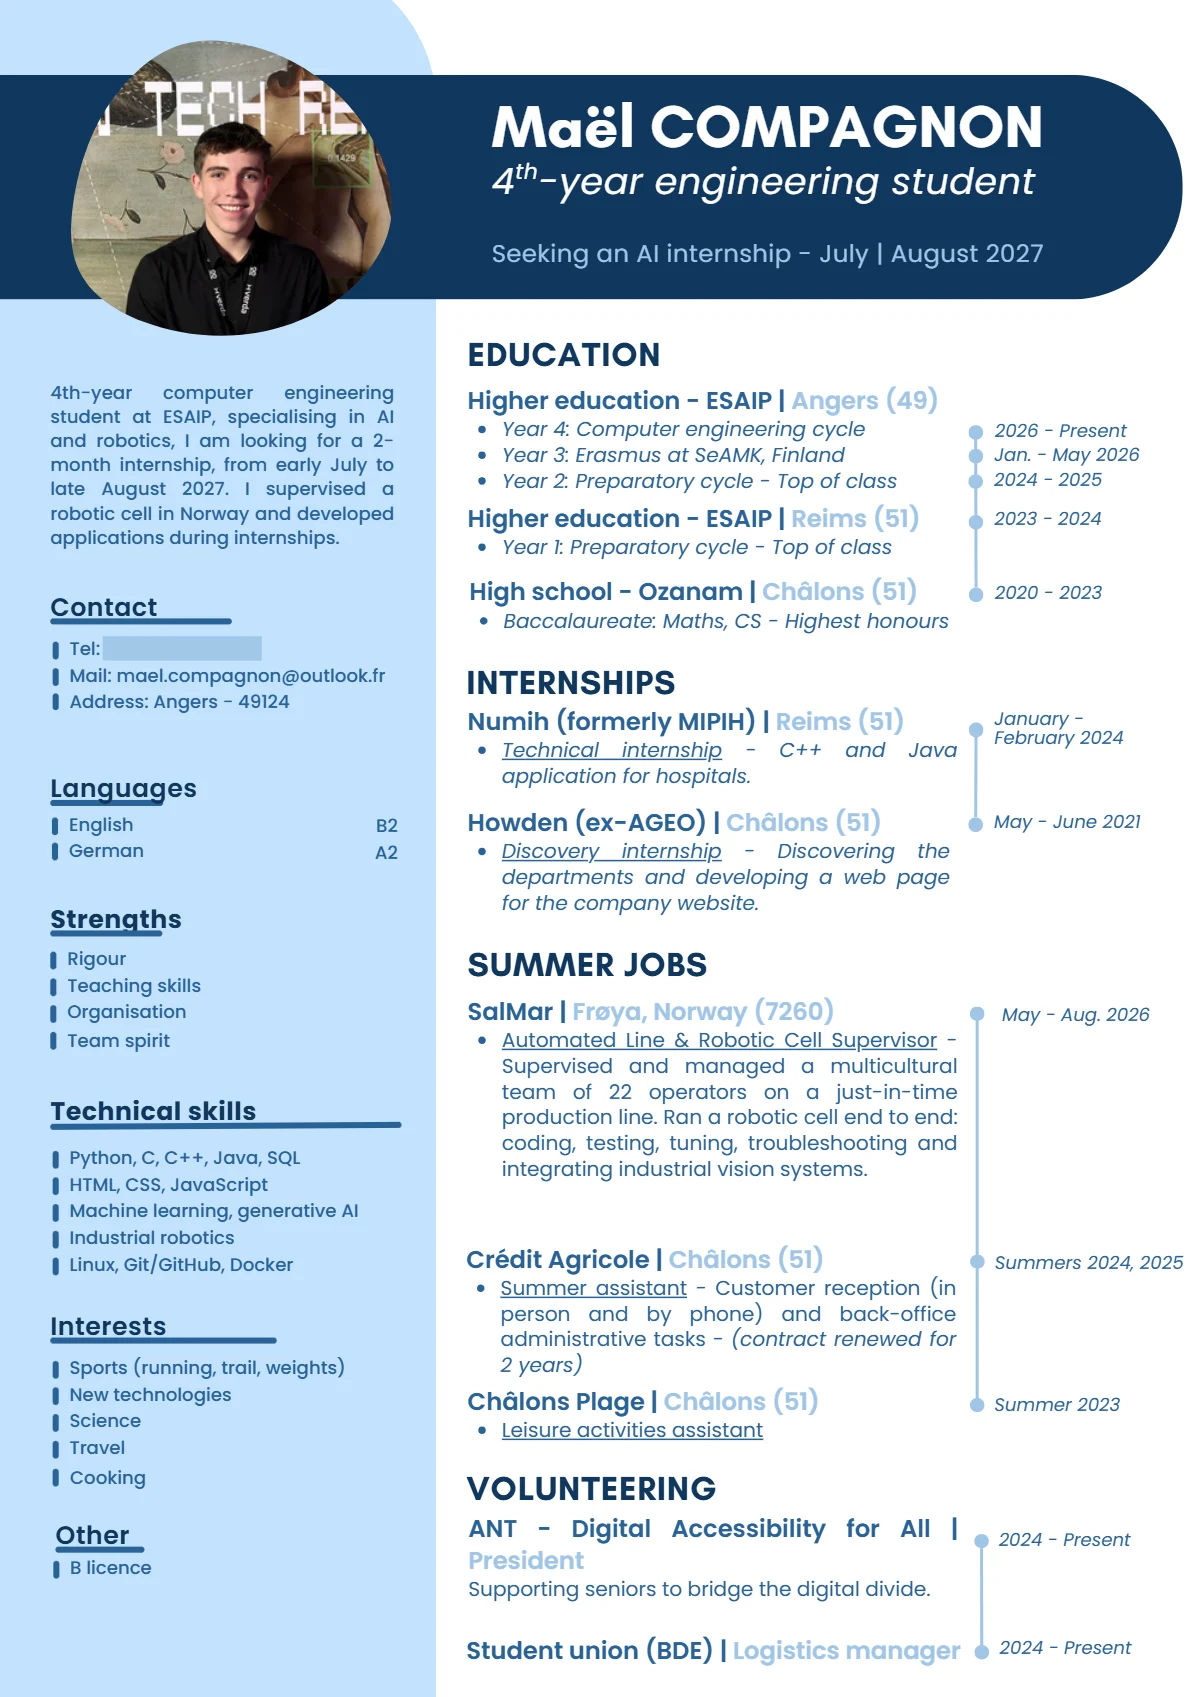 TECH RE
0.1429
Hverda
Maël COMPAGNON
4th-year engineering student
Seeking an AI internship - July | August 2027
4th-year computer engineering
student at ESAIP, specialising in AI
and robotics, I am looking for a 2-
month internship, from early July to
late August 2027. I supervised a
robotic cell in Norway and developed
applications during internships.
Contact
Tel:
Mail: mael.compagnon@outlook.fr
Address: Angers - 49124
Languages
English B2
German A2
Strengths
Rigour
Teaching skills
Organisation
Team spirit
Technical skills
Python, C, C++, Java, SQL
HTML, CSS, JavaScript
Machine learning, generative AI
Industrial robotics
Linux, Git/GitHub, Docker
Interests
Sports (running, trail, weights)
New technologies
Science
Travel
Cooking
Other
B licence
EDUCATION
Higher education - ESAIP | Angers (49)
Year 4: Computer engineering cycle 2026 - Present
Year 3: Erasmus at SeAMK, Finland Jan. - May 2026
Year 2: Preparatory cycle - Top of class 2024 - 2025
Higher education - ESAIP | Reims (51) 2023 - 2024
Year 1: Preparatory cycle - Top of class
High school - Ozanam | Châlons (51) 2020 - 2023
Baccalaureate: Maths, CS - Highest honours
INTERNSHIPS
Numih (formerly MIPIH) | Reims (51) January -
February 2024
Technical internship - C++ and Java
application for hospitals.
Howden (ex-AGEO) | Châlons (51) May - June 2021
Discovery internship - Discovering the
departments and developing a web page
for the company website.
SUMMER JOBS
SalMar | Frøya, Norway (7260) May - Aug. 2026
Automated Line & Robotic Cell Supervisor -
Supervised and managed a multicultural
team of 22 operators on a just-in-time
production line. Ran a robotic cell end to end:
coding, testing, tuning, troubleshooting and
integrating industrial vision systems.
Crédit Agricole | Châlons (51) Summers 2024, 2025
Summer assistant - Customer reception (in
person and by phone) and back-office
administrative tasks - (contract renewed for
2 years)
Châlons Plage | Châlons (51) Summer 2023
Leisure activities assistant
VOLUNTEERING
ANT - Digital Accessibility for All | 2024 - Present
President
Supporting seniors to bridge the digital divide.
Student union (BDE) | Logistics manager 2024 - Present